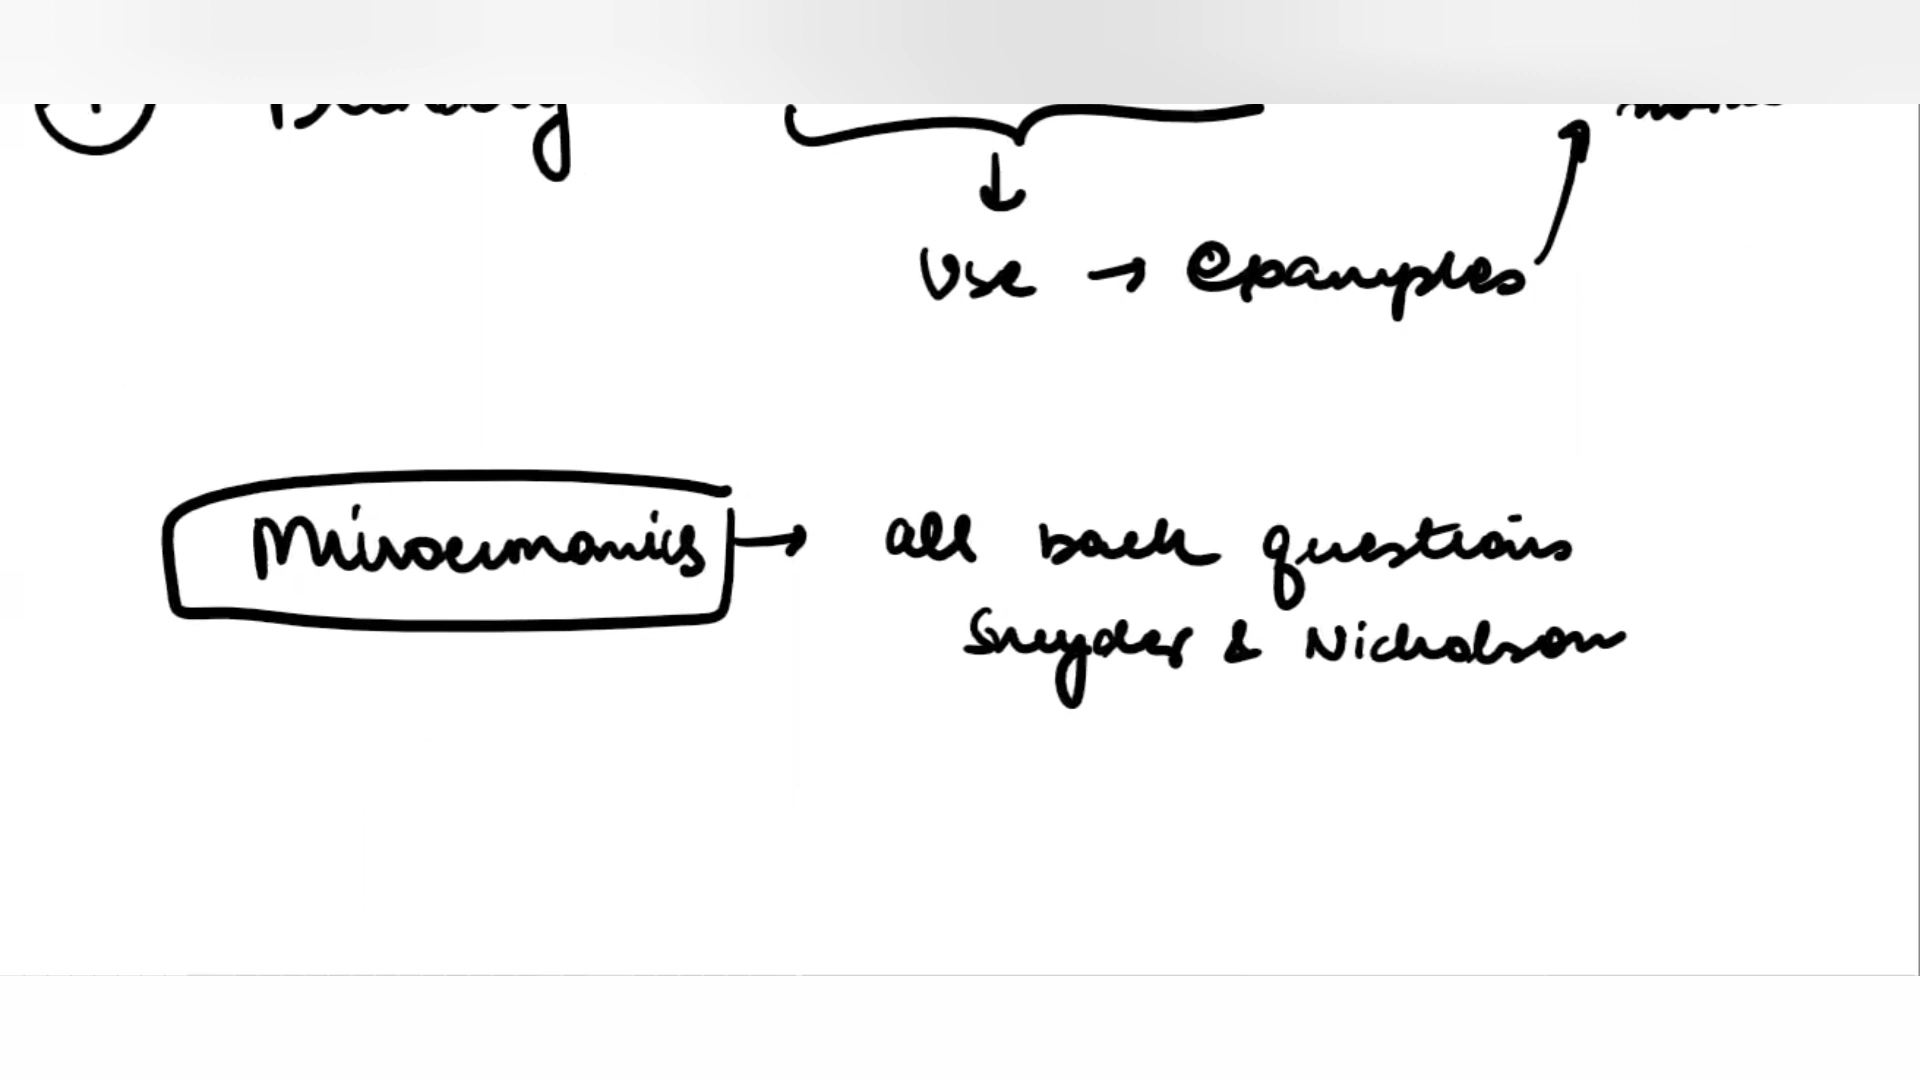 Use → examples
Microeconomics → all back questions
Snyder & Nicholson